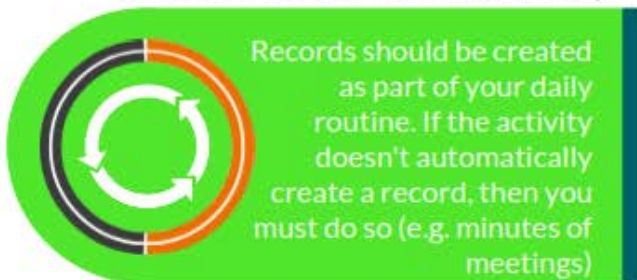 Records should be created
as part of your daily
routine. If the activity
doesn't automatically
create a record, then you
must do so (e.g. minutes of
meetings)